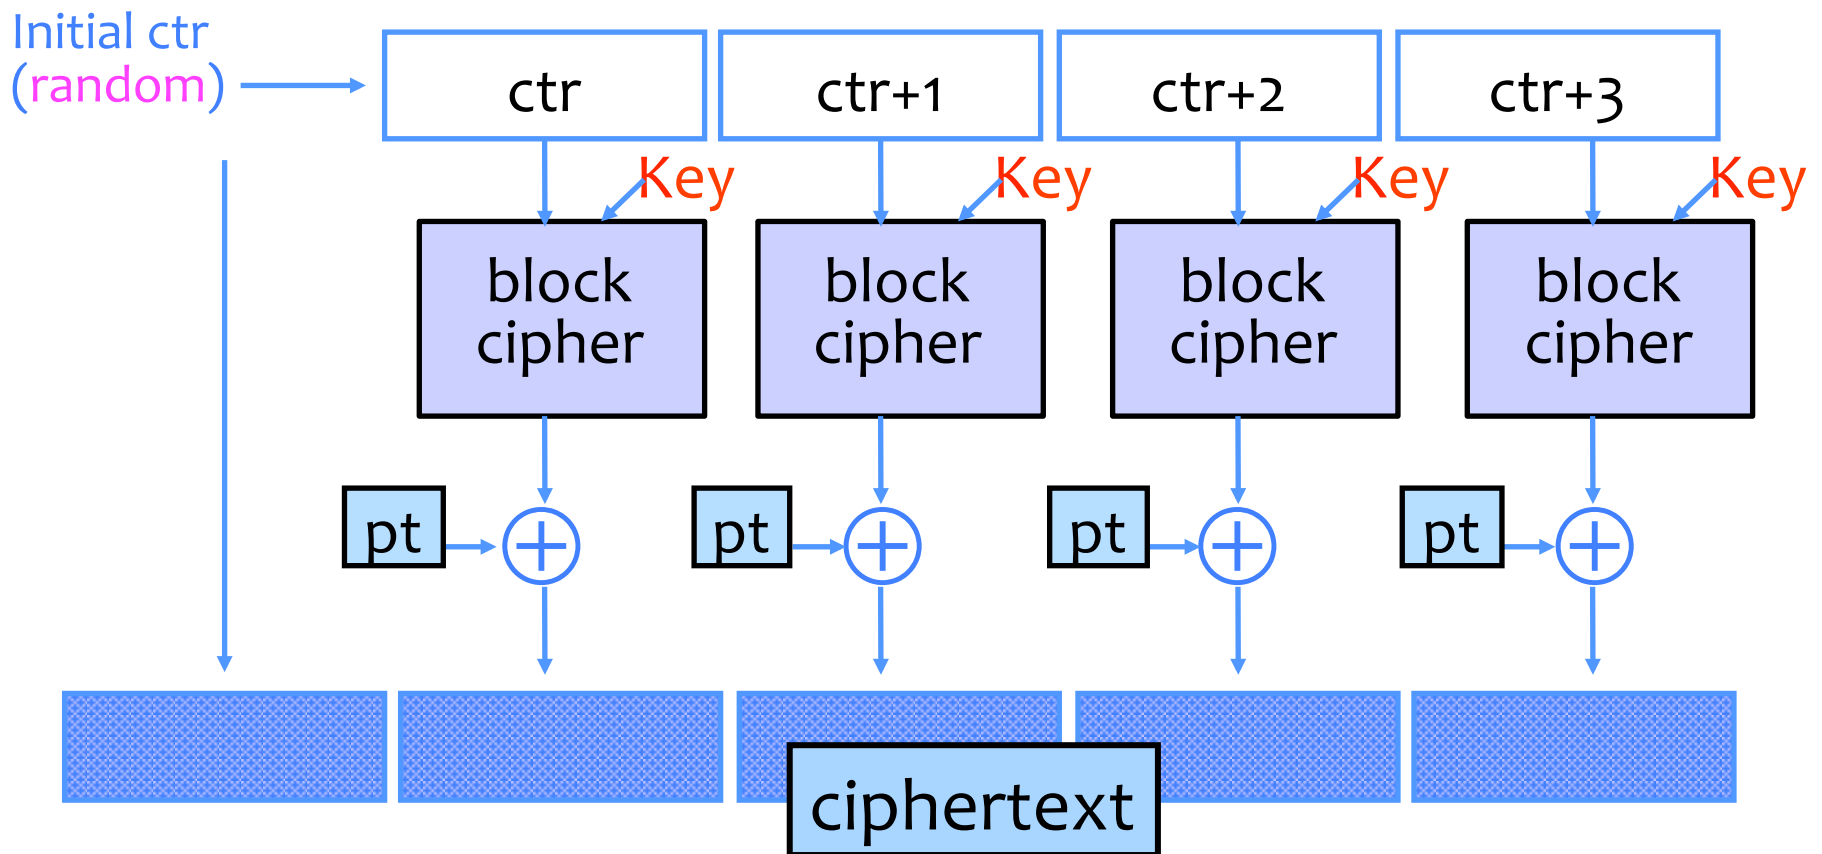 Initial ctr
(random)
ctr
ctr+1
ctr+2
ctr+3
Key
Key
Key
Key
block
cipher
block
cipher
block
cipher
block
cipher
pt
pt
pt
pt
ciphertext